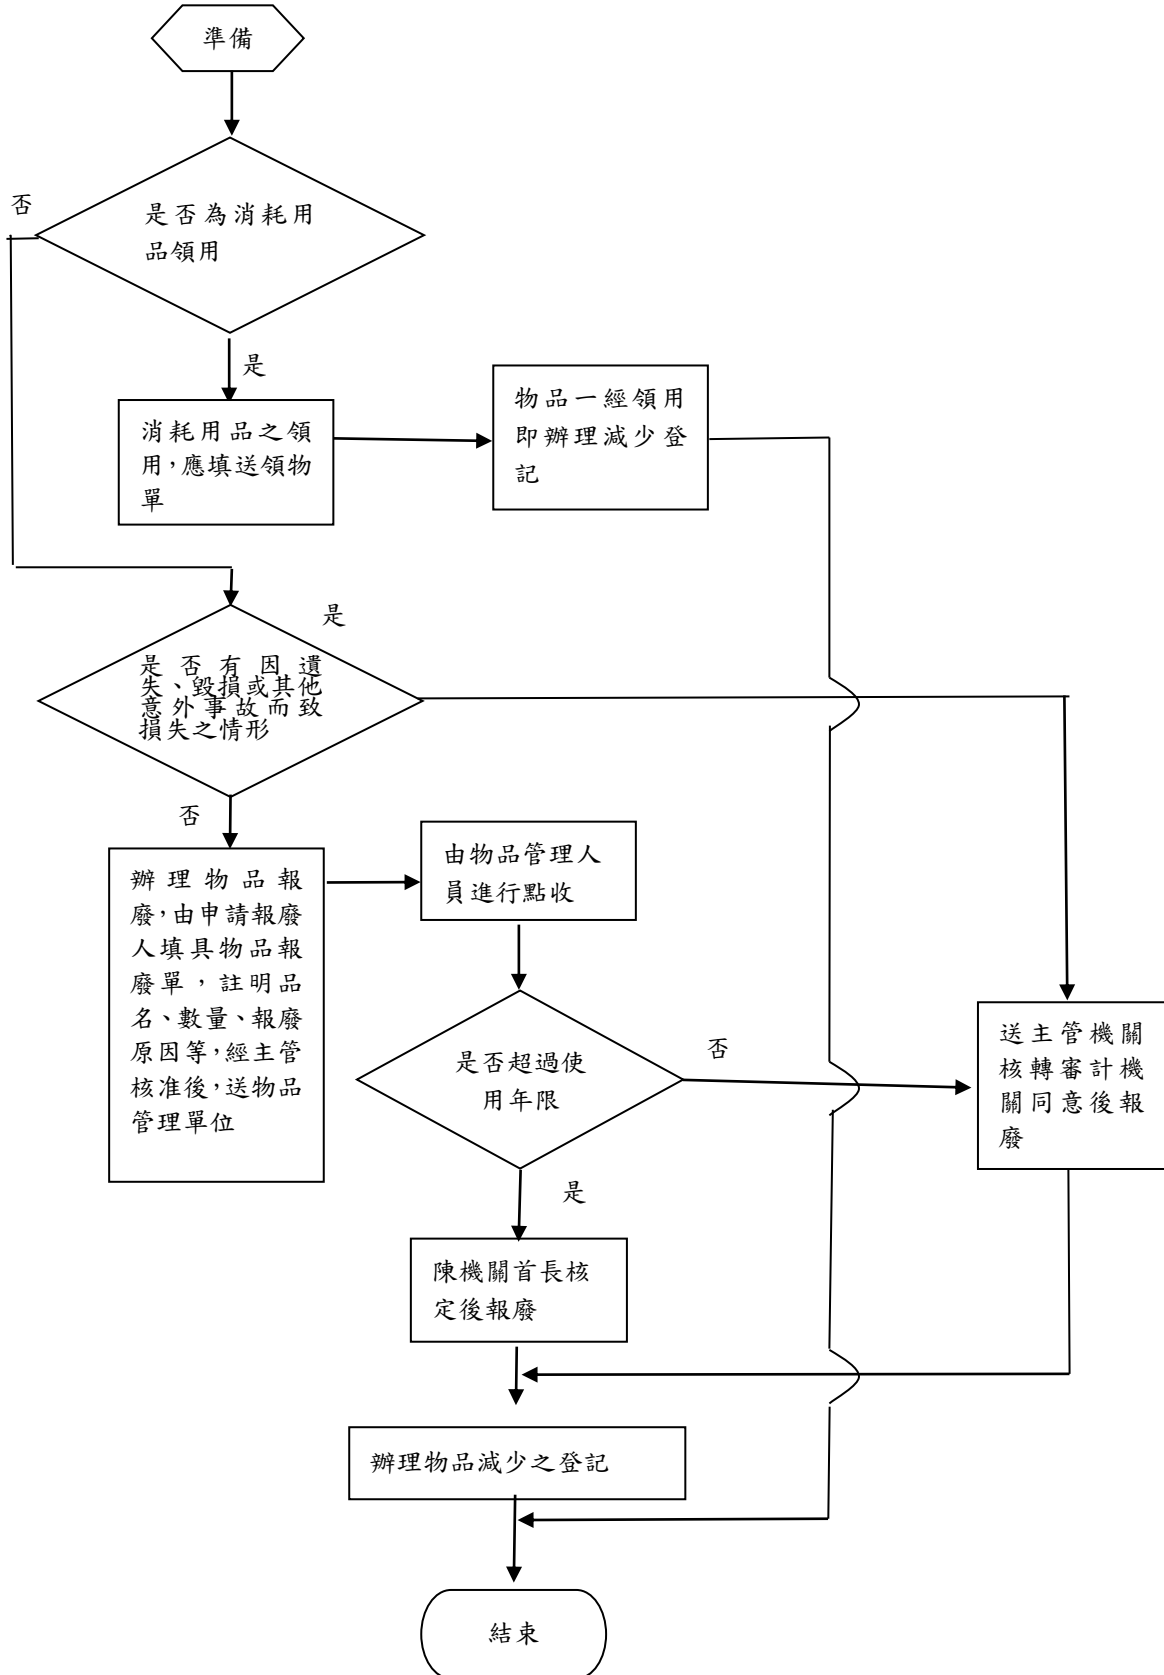 準備
否
是否為消耗用
品領用
是
消耗用品之領
用，應填送領物
單
物品一經領用
即辦理減少登
記
是
是否有因遺
失、毀損或其他
意外事故而致
損失之情形
否
辦理物品報
廢，由申請報廢
人填具物品報
廢單，註明品
名、數量、報廢
原因等，經主管
核准後，送物品
管理單位
由物品管理人
員進行點收
是否超過使
用年限
否
送主管機關
核轉審計機
關同意後報
廢
是
陳機關首長核
定後報廢
辦理物品減少之登記
結束